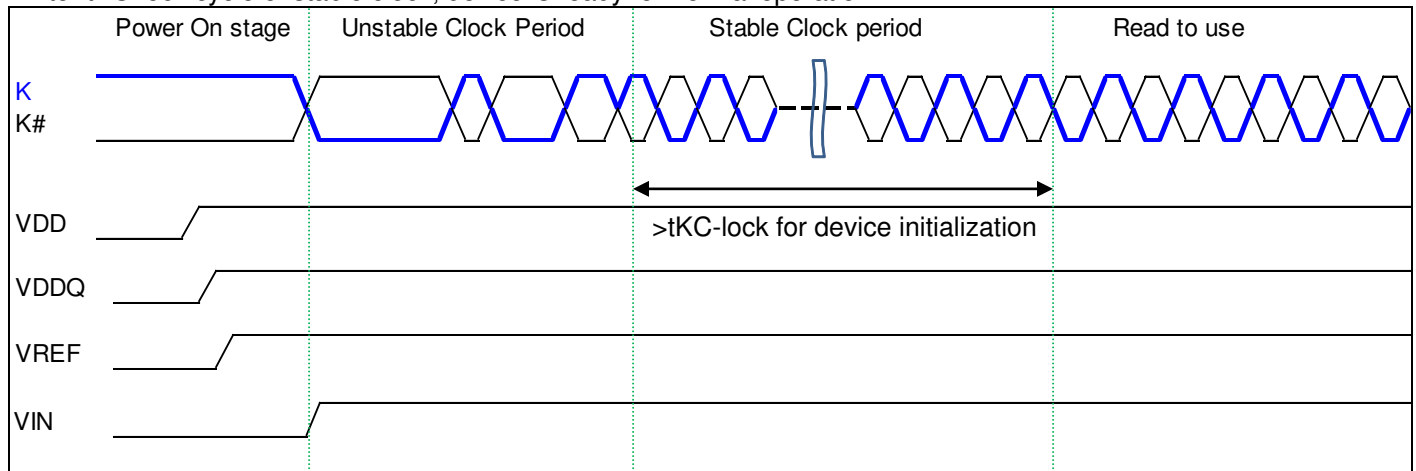 Power On stage
Unstable Clock Period
Stable Clock period
Read to use
K
K#
VDD
>tKC-lock for device initialization
VDDQ
VREF
VIN